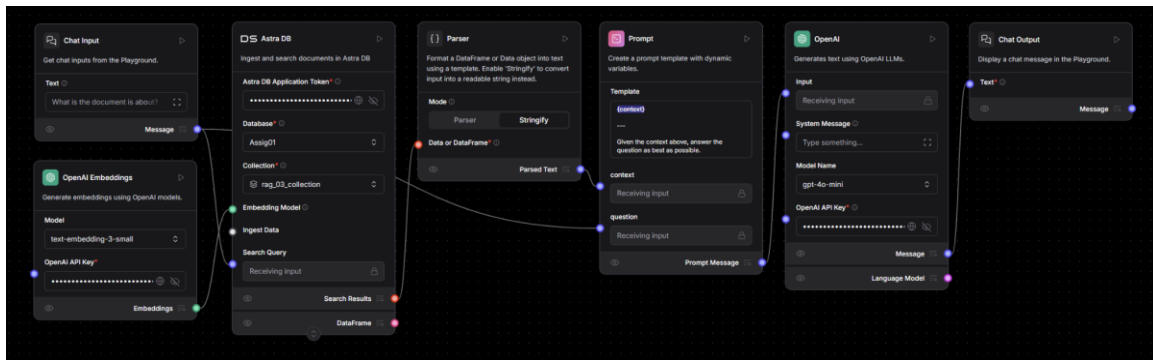 Chat Input
Get chat inputs from the Playground.
Text
What is the document is about?
Message
OpenAI Embeddings
Generate embeddings using OpenAI models.
Model
text-embedding-3-small
OpenAI API Key*
Embeddings
DS Astra DB
Ingest and search documents in Astra DB
Astra DB Application Token*
Database*
Assig01
Collection*
rag_03_collection
Embedding Model
Ingest Data
Search Query
Receiving input
Search Results
DataFrame
{ } Parser
Format a DataFrame or Data object into text
using a template. Enable 'Stringify' to convert
input into a readable string instead.
Mode
Parser Stringify
Data or DataFrame*
Parsed Text
Prompt
Create a prompt template with dynamic
variables.
Template
{context}
---
Given the context above, answer the
question as best as possible.
context
Receiving input
question
Receiving input
Prompt Message
OpenAI
Generates text using OpenAI LLMs.
Input
Receiving input
System Message
Type something...
Model Name
gpt-4o-mini
OpenAI API Key*
Message
Language Model
Chat Output
Display a chat message in the Playground.
Text*
Message